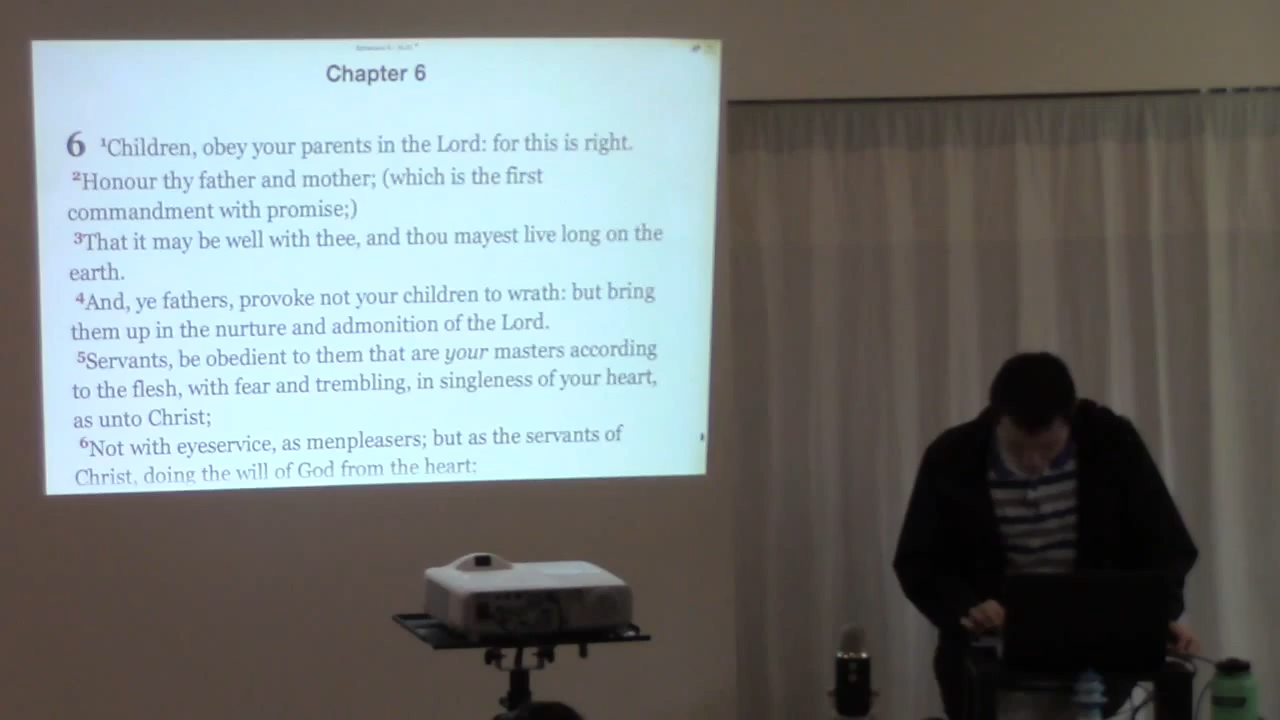 Chapter 6
6 ¹Children, obey your parents in the Lord: for this is right.
²Honour thy father and mother; (which is the first
commandment with promise;)
³That it may be well with thee, and thou mayest live long on the
earth.
⁴And, ye fathers, provoke not your children to wrath: but bring
them up in the nurture and admonition of the Lord.
⁵Servants, be obedient to them that are your masters according
to the flesh, with fear and trembling, in singleness of your heart,
as unto Christ;
⁶Not with eyeservice, as menpleasers; but as the servants of
Christ, doing the will of God from the heart;